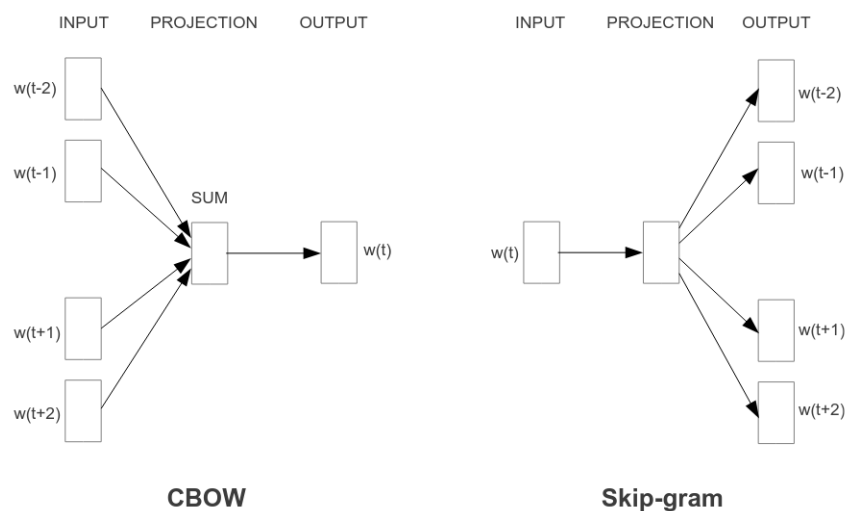 INPUT PROJECTION OUTPUT
w(t-2)
w(t-1)
SUM
w(t)
w(t+1)
w(t+2)
CBOW
INPUT PROJECTION OUTPUT
w(t-2)
w(t-1)
w(t)
w(t+1)
w(t+2)
Skip-gram